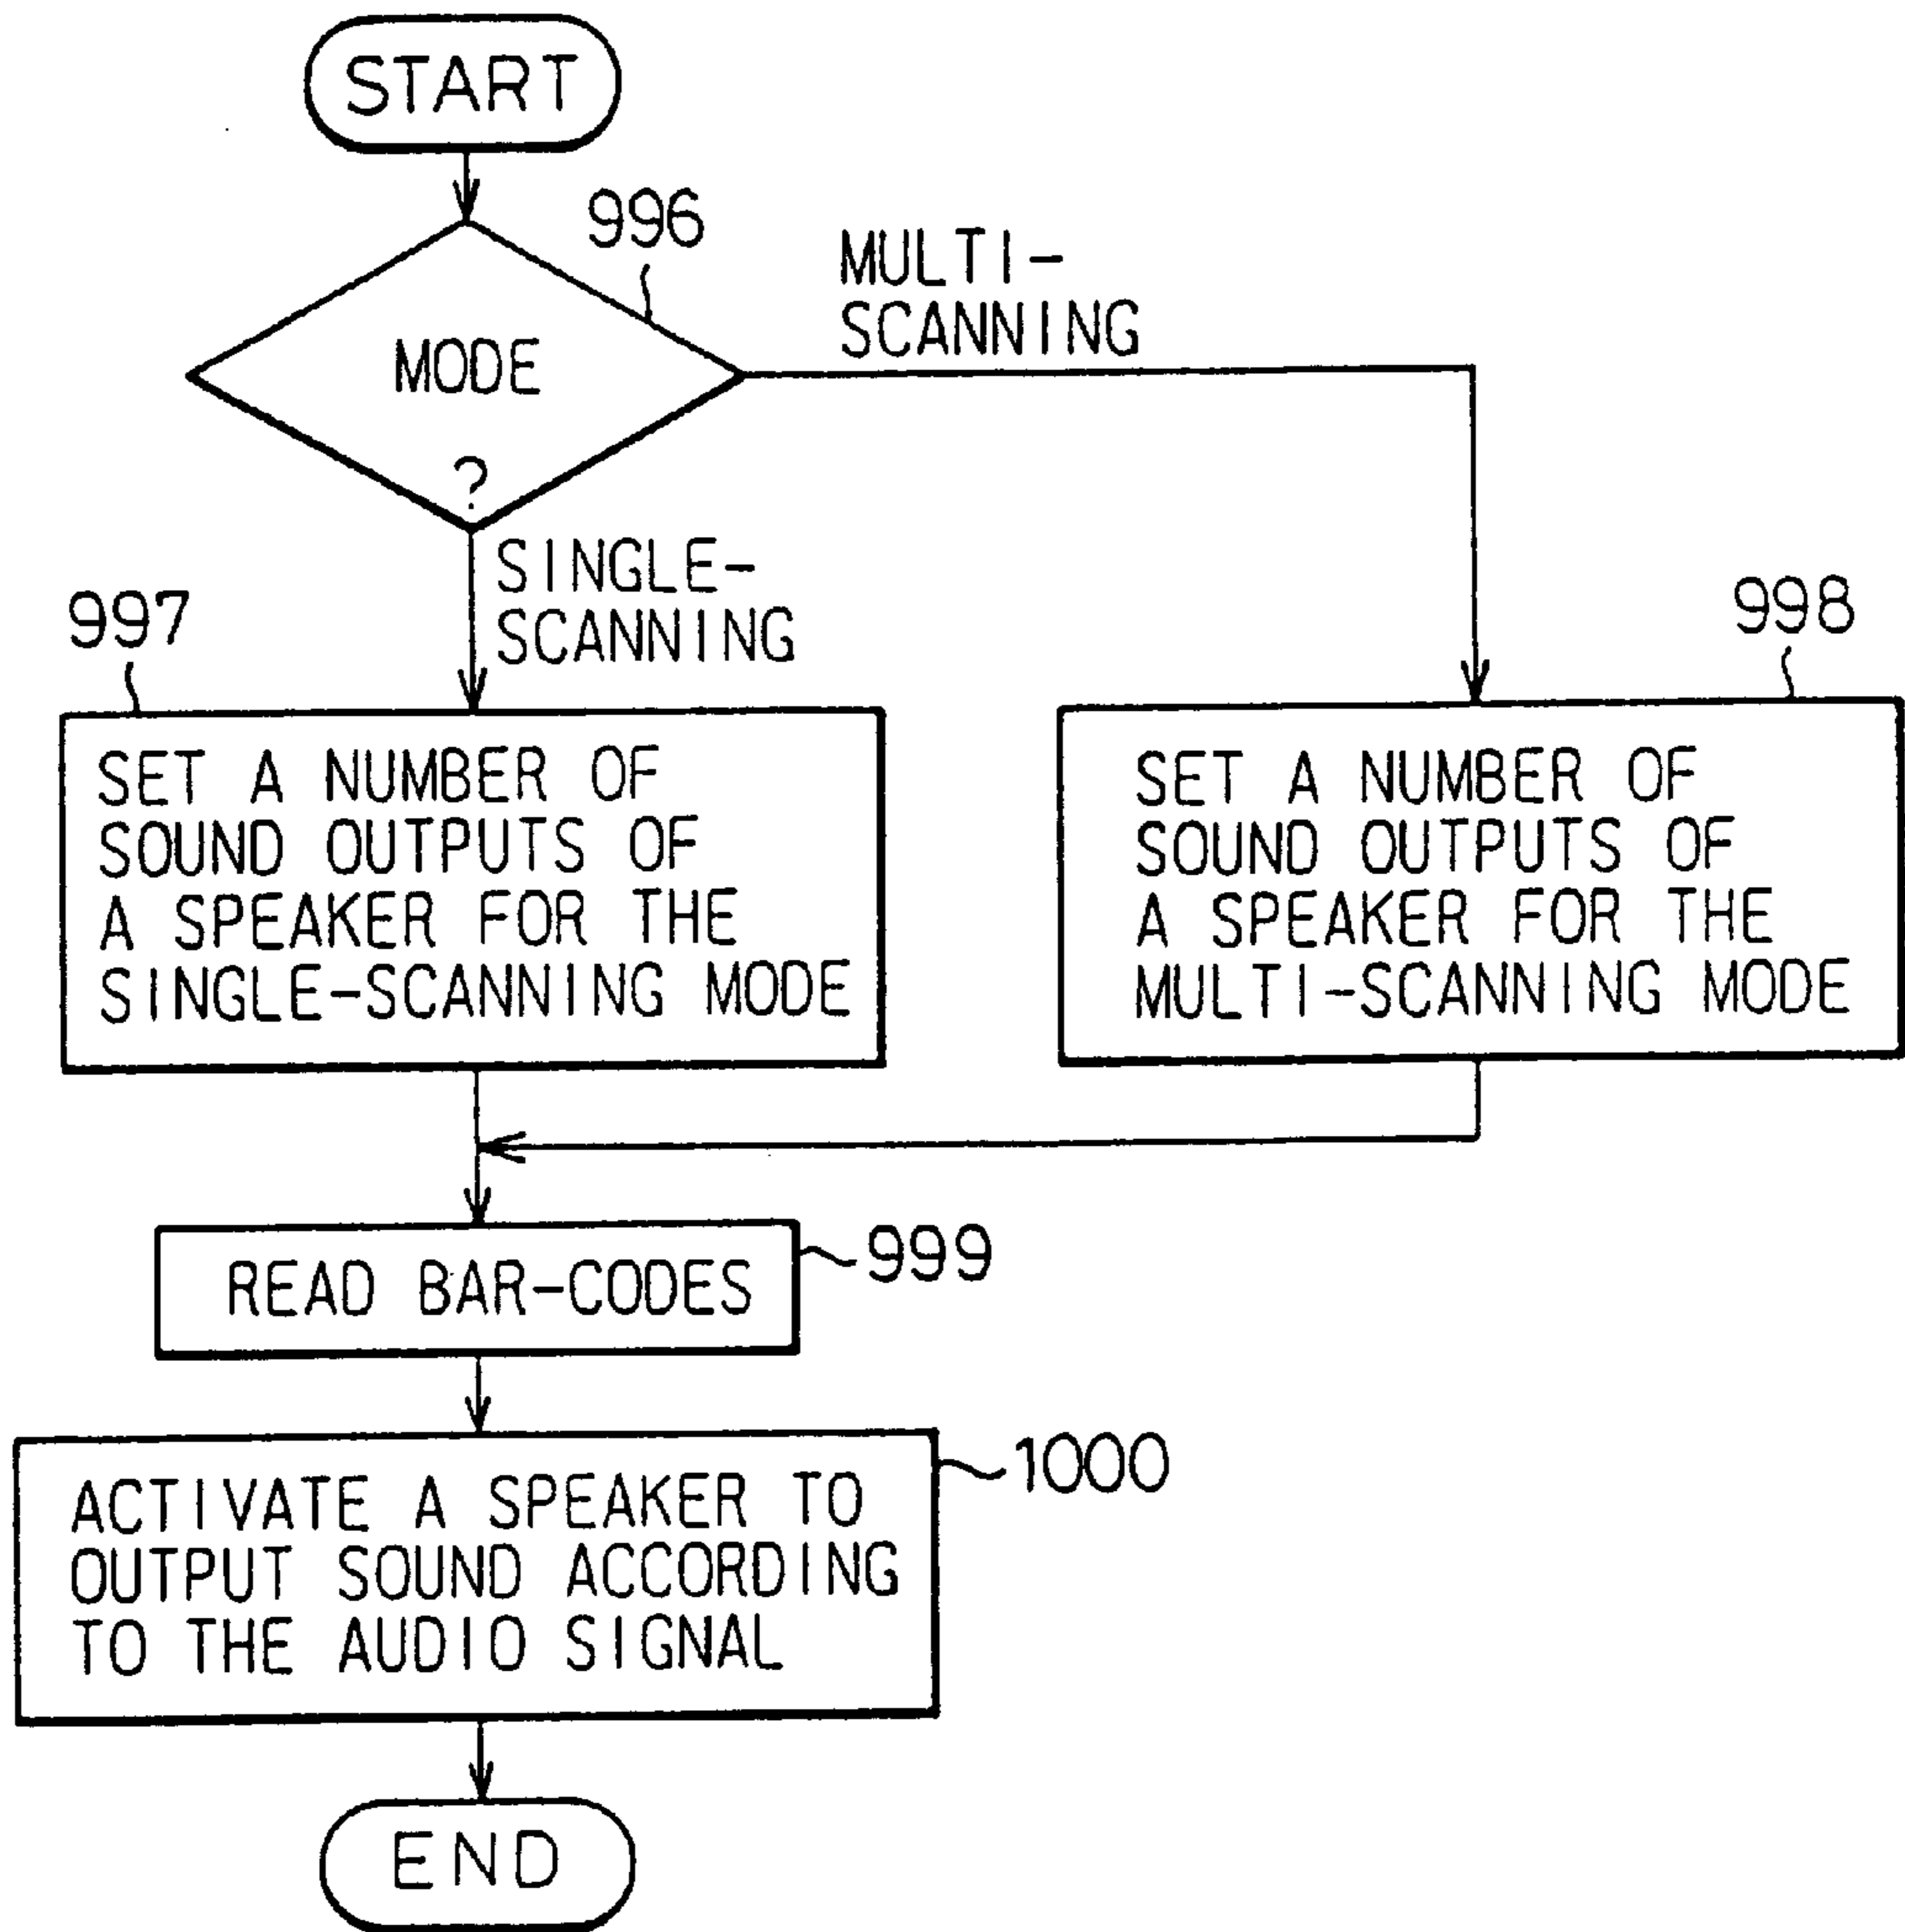 START
996
MULTI-
SCANNING
MODE
?
SINGLE-
SCANNING
997
998
SET A NUMBER OF
SOUND OUTPUTS OF
A SPEAKER FOR THE
SINGLE-SCANNING MODE
SET A NUMBER OF
SOUND OUTPUTS OF
A SPEAKER FOR THE
MULTI-SCANNING MODE
READ BAR-CODES
999
1000
ACTIVATE A SPEAKER TO
OUTPUT SOUND ACCORDING
TO THE AUDIO SIGNAL
END